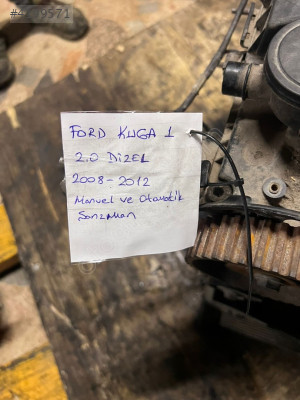 FORD KUGA 1
2.0 DİZEL
2008-2012
Manuel ve Otomatik
Şanzıman